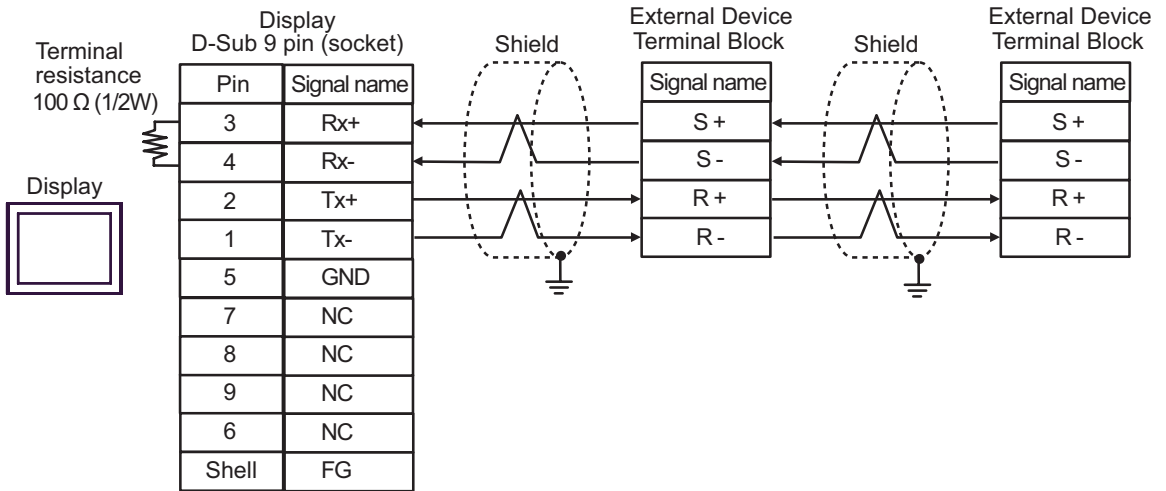 Display
D-Sub 9 pin (socket)
Terminal
resistance
100 Ω (1/2W)
Display
Pin Signal name
3 Rx+
4 Rx-
2 Tx+
1 Tx-
5 GND
7 NC
8 NC
9 NC
6 NC
Shell FG
Shield
External Device
Terminal Block
Signal name
S +
S -
R +
R -
Shield
External Device
Terminal Block
Signal name
S +
S -
R +
R -